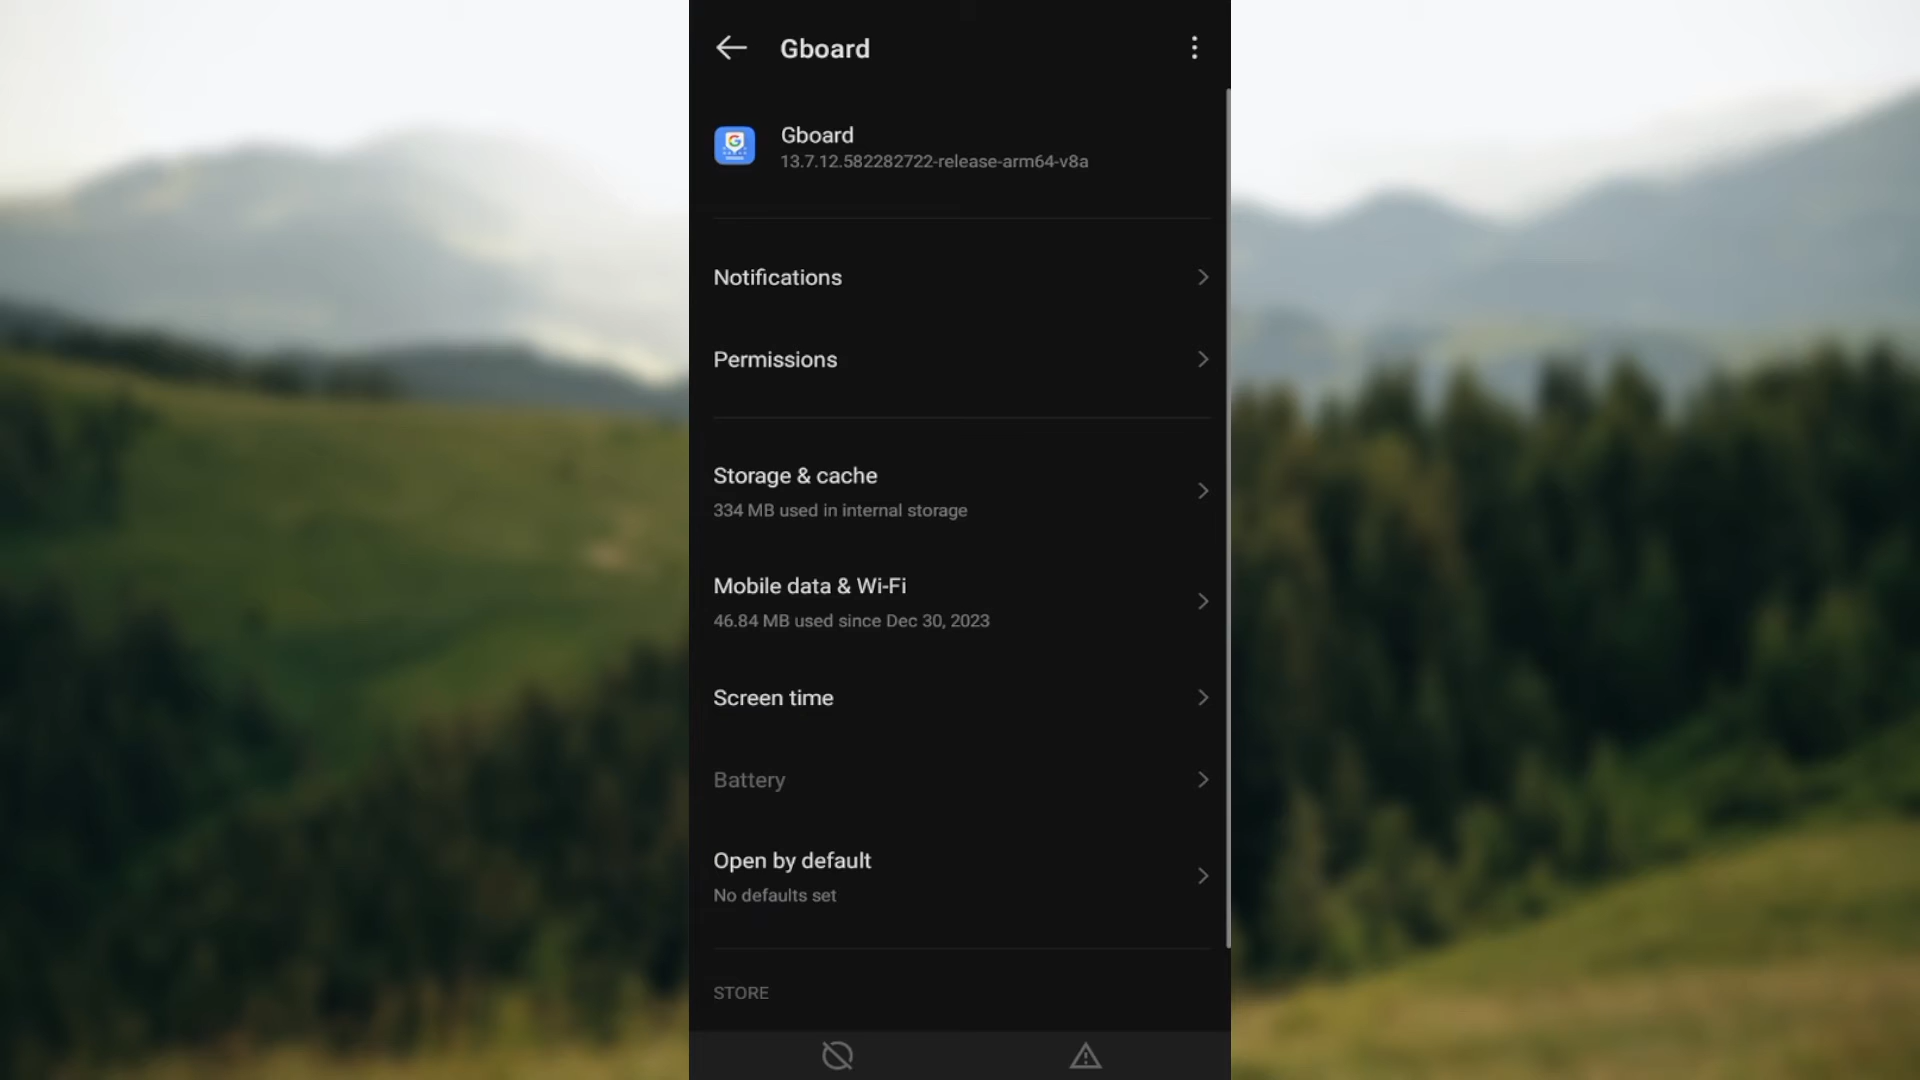 Gboard
Gboard
13.7.12.582282722-release-arm64-v8a
Notifications
Permissions
Storage & cache
334 MB used in internal storage
Mobile data & Wi-Fi
46.84 MB used since Dec 30, 2023
Screen time
Battery
Open by default
No defaults set
STORE